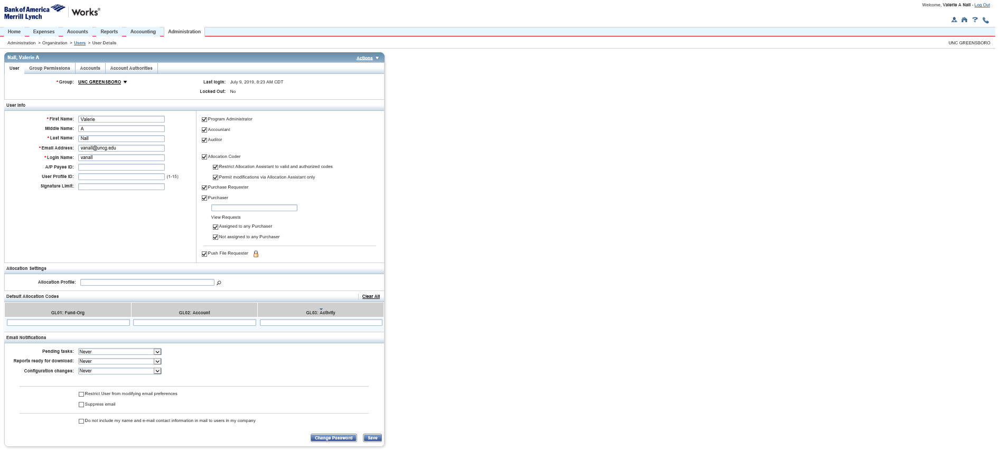 Bank of America
Merrill Lynch
Works®
Welcome, Valerie A Nall - Log Out
Home Expenses Accounts Reports Accounting Administration
Administration > Organization > Users > User Details
UNC GREENSBORO
Nall, Valerie A
Actions
User Group Permissions Accounts Account Authorities
*Group: UNC GREENSBORO
Last login: July 9, 2019, 8:23 AM CDT
Locked Out: No
User Info
*First Name: Valerie
Middle Name: A
*Last Name: Nall
*Email Address: vanall@uncg.edu
*Login Name: vanall
A/P Payee ID:
User Profile ID: (1-15)
Signature Limit:
Program Administrator
Accountant
Auditor
Allocation Coder
Restrict Allocation Assistant to valid and authorized codes
Permit modifications via Allocation Assistant only
Purchase Requester
Purchaser
View Requests
Assigned to any Purchaser
Not assigned to any Purchaser
Push File Requester
Allocation Settings
Allocation Profile:
Default Allocation Codes
Clear All
GL01: Fund-Org GL02: Account GL03: Activity
Email Notifications
Pending tasks: Never
Reports ready for download: Never
Configuration changes: Never
Restrict User from modifying email preferences
Suppress email
Do not include my name and e-mail contact information in mail to users in my company
Change Password Save